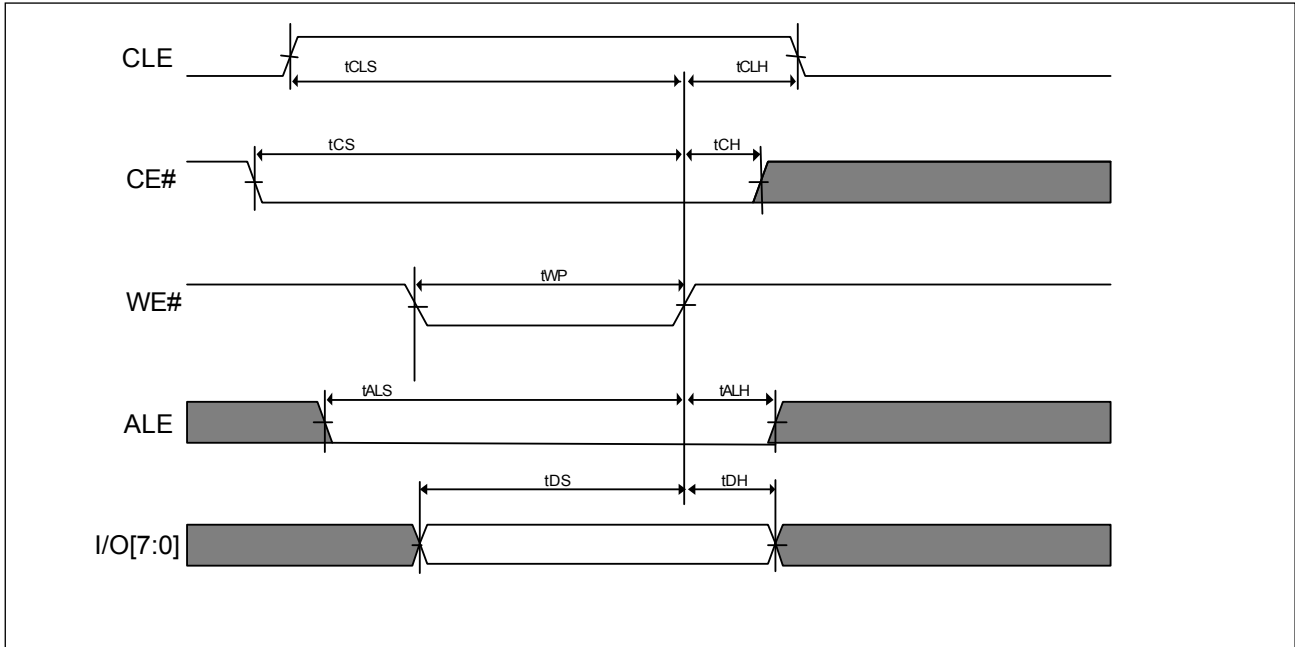 CLE
tCLS
tCLH
tCS
tCH
CE#
tWP
WE#
tALS
tALH
ALE
tDS
tDH
I/O[7:0]